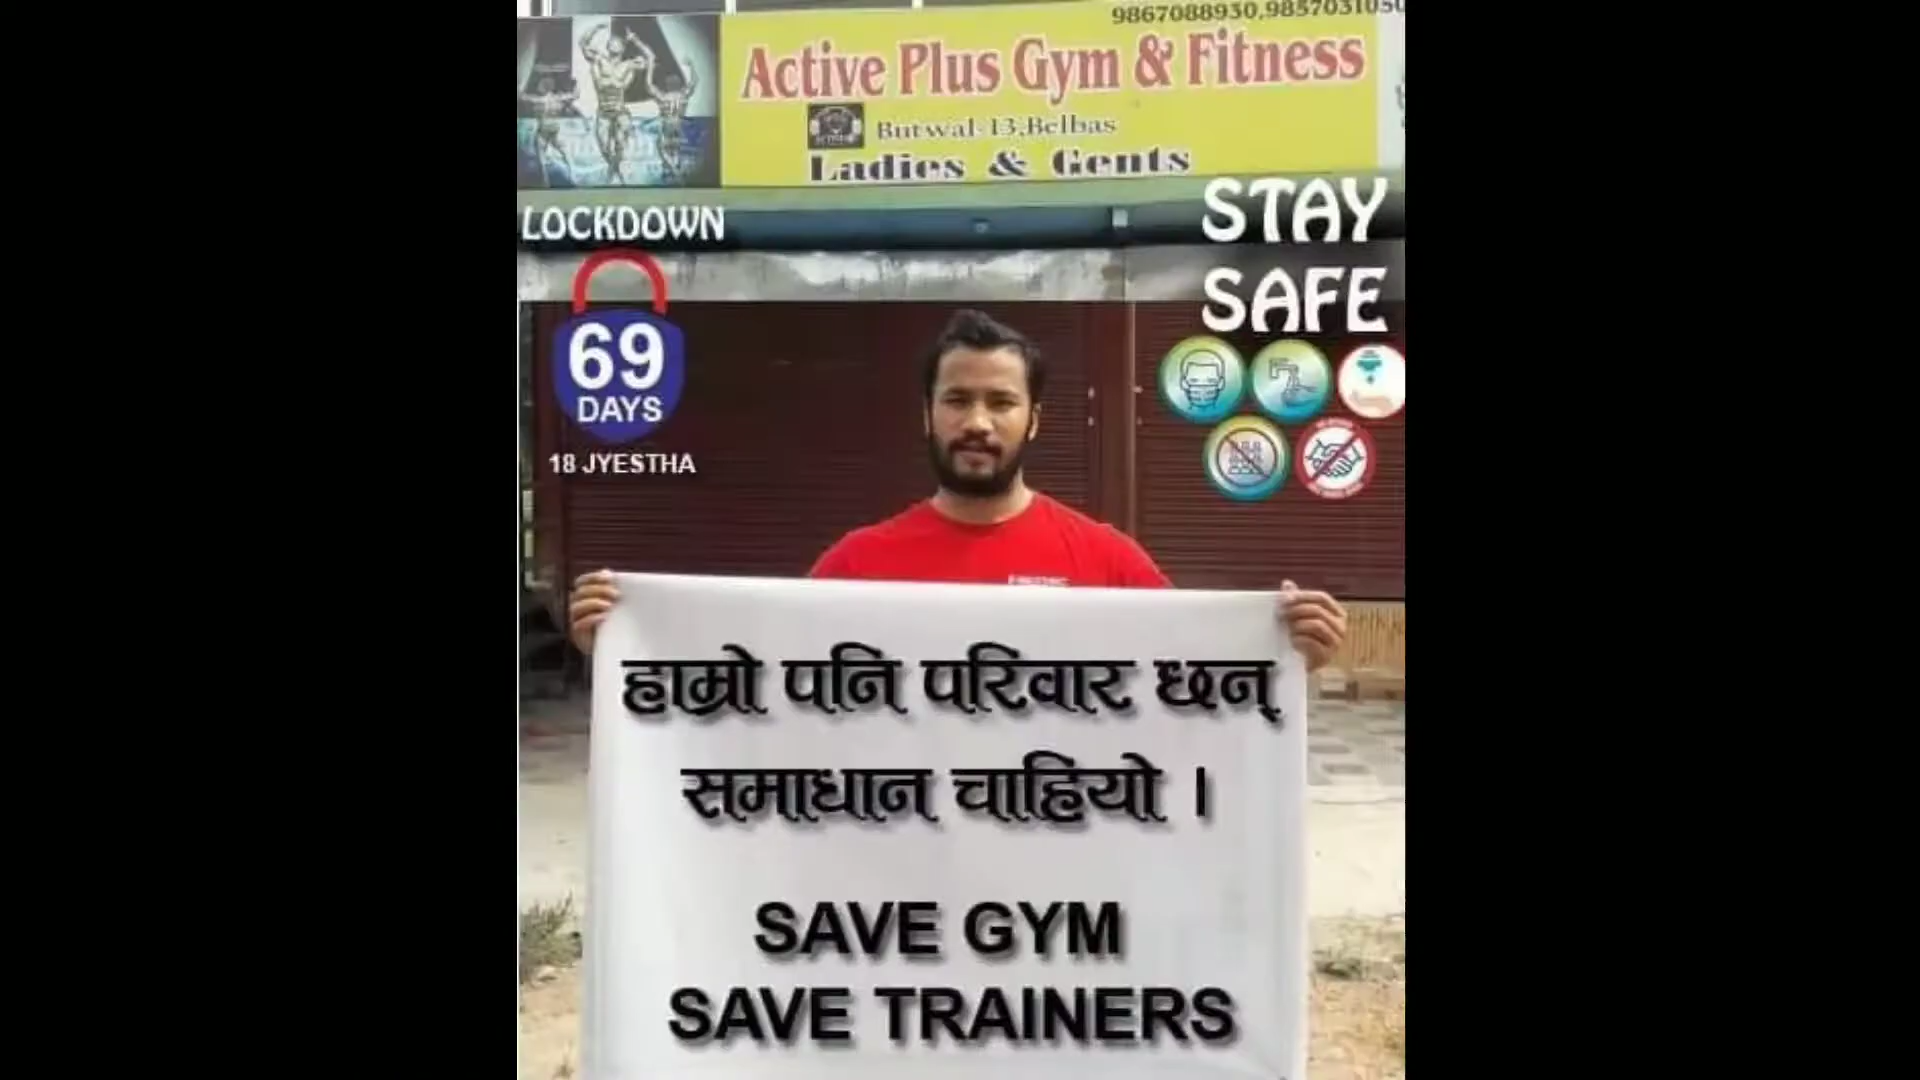 9867088930,985703105
Active Plus Gym & Fitness
Butwal-13,Belbas
Ladies & Gents
LOCKDOWN
69
DAYS
18 JYESTHA
STAY
SAFE
हाम्रो पनि परिवार छन्
समाधान चाहियो ।
SAVE GYM
SAVE TRAINERS